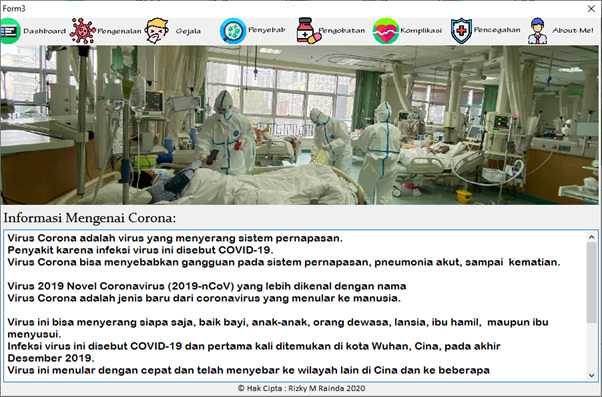 Form3
Dashboard Pengenalan Gejala Penyebab Pengobatan Komplikasi Pencegahan About Me!
Informasi Mengenai Corona:
Virus Corona adalah virus yang menyerang sistem pernapasan.
Penyakit karena infeksi virus ini disebut COVID-19.
Virus Corona bisa menyebabkan gangguan pada sistem pernapasan, pneumonia akut, sampai kematian.
Virus 2019 Novel Coronavirus (2019-nCoV) yang lebih dikenal dengan nama
Virus Corona adalah jenis baru dari coronavirus yang menular ke manusia.
Virus ini bisa menyerang siapa saja, baik bayi, anak-anak, orang dewasa, lansia, ibu hamil, maupun ibu
menyusui.
Infeksi virus ini disebut COVID-19 dan pertama kali ditemukan di kota Wuhan, Cina, pada akhir
Desember 2019.
Virus ini menular dengan cepat dan telah menyebar ke wilayah lain di Cina dan ke beberapa
© Hak Cipta : Rizky M Rainda 2020